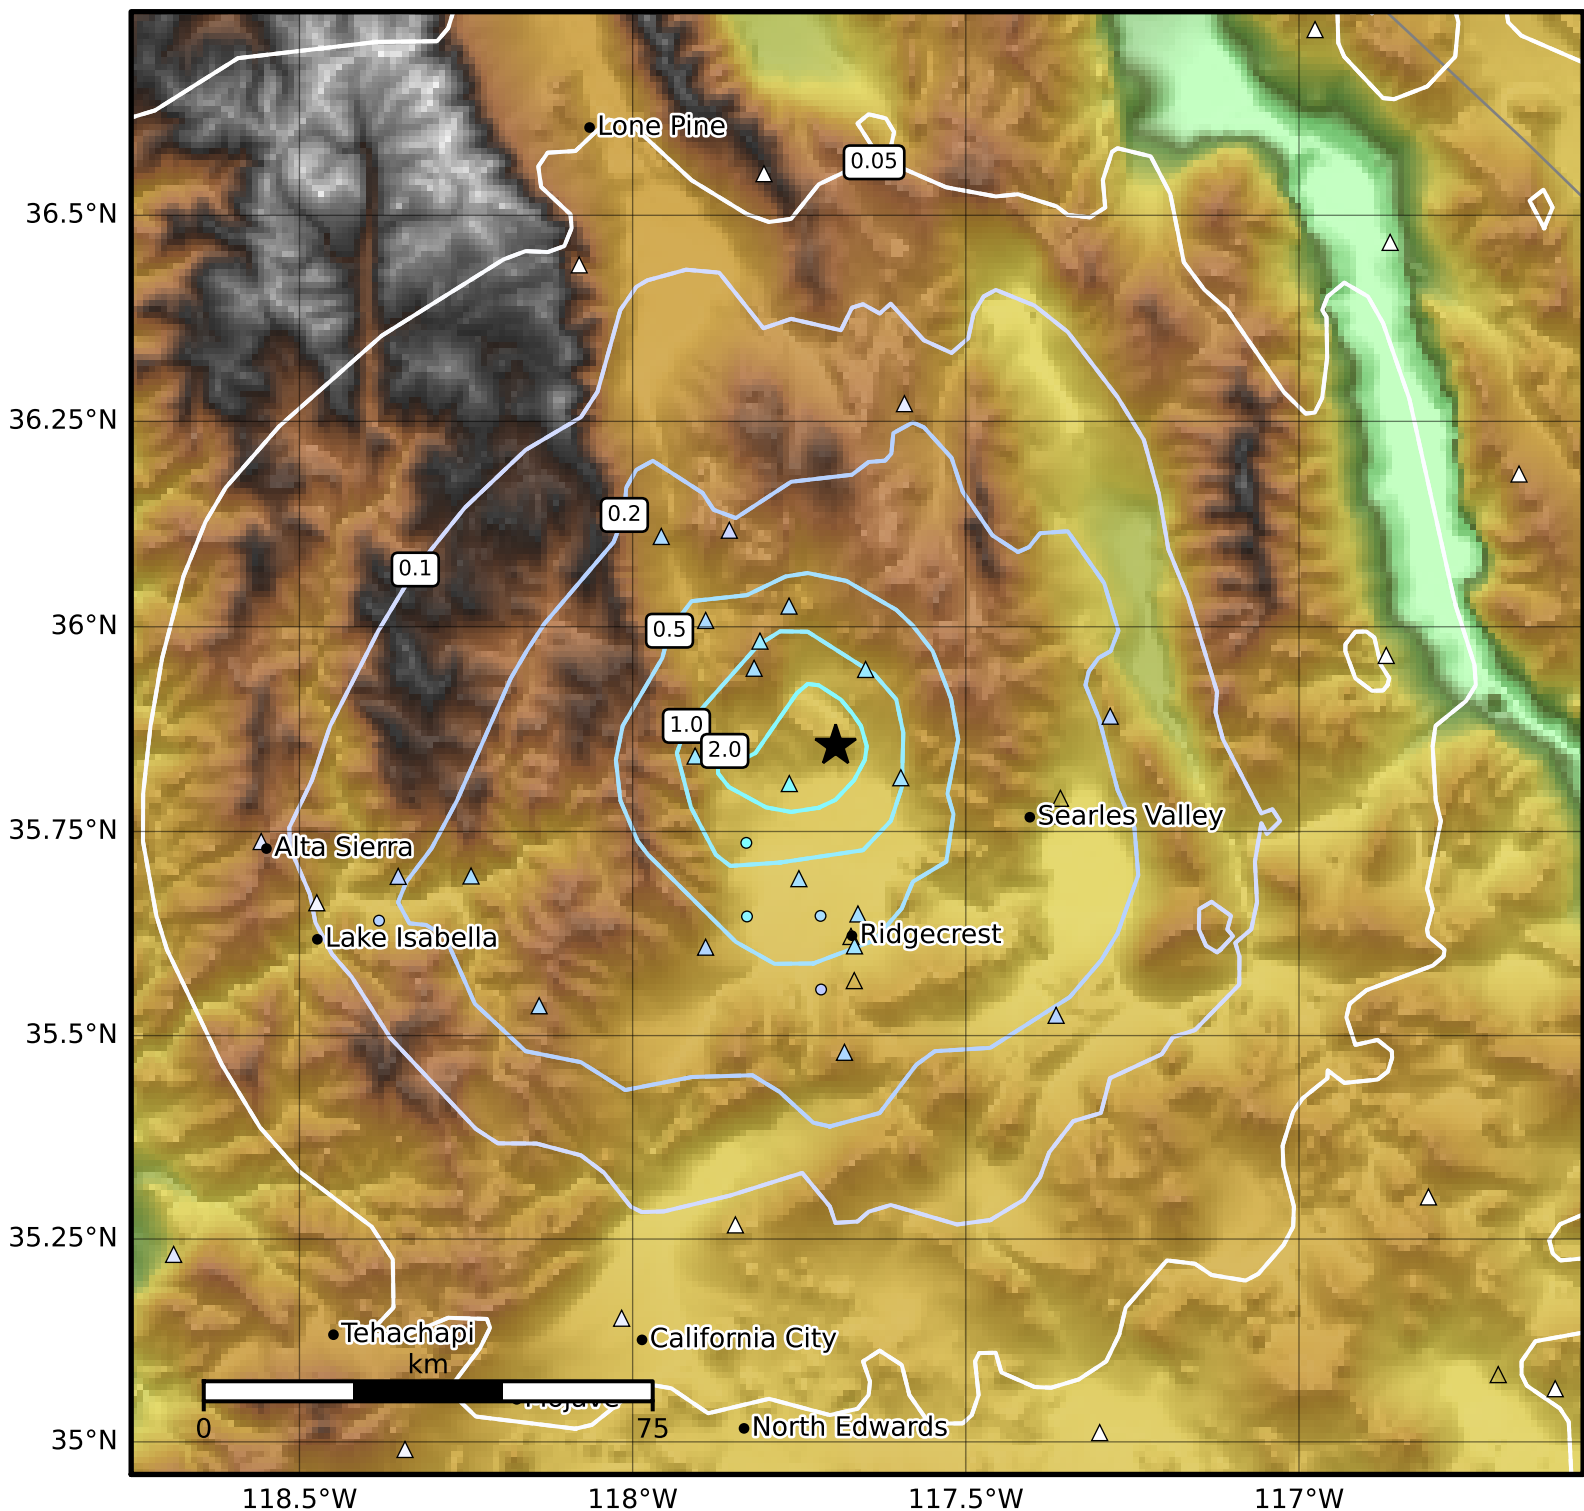 Lone Pine
0.05
36.5°N
36.25°N
0.2
0.1
36°N
0.5
1.0
2.0
Searles Valley
35.75°N
Alta Sierra
Ridgecrest
Lake Isabella
35.5°N
35.25°N
Tehachapi
California City
km
Mojave
0
75
North Edwards
35°N
118.5°W
118°W
117.5°W
117°W